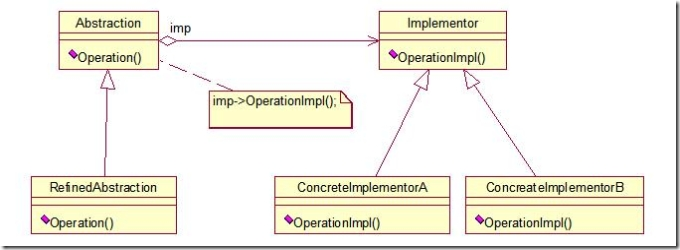 Abstraction
Operation()
imp
Implementor
OperationImpl()
imp->OperationImpl();
RefinedAbstraction
Operation()
ConcreteImplementorA
OperationImpl()
ConcreateImplementorB
OperationImpl()